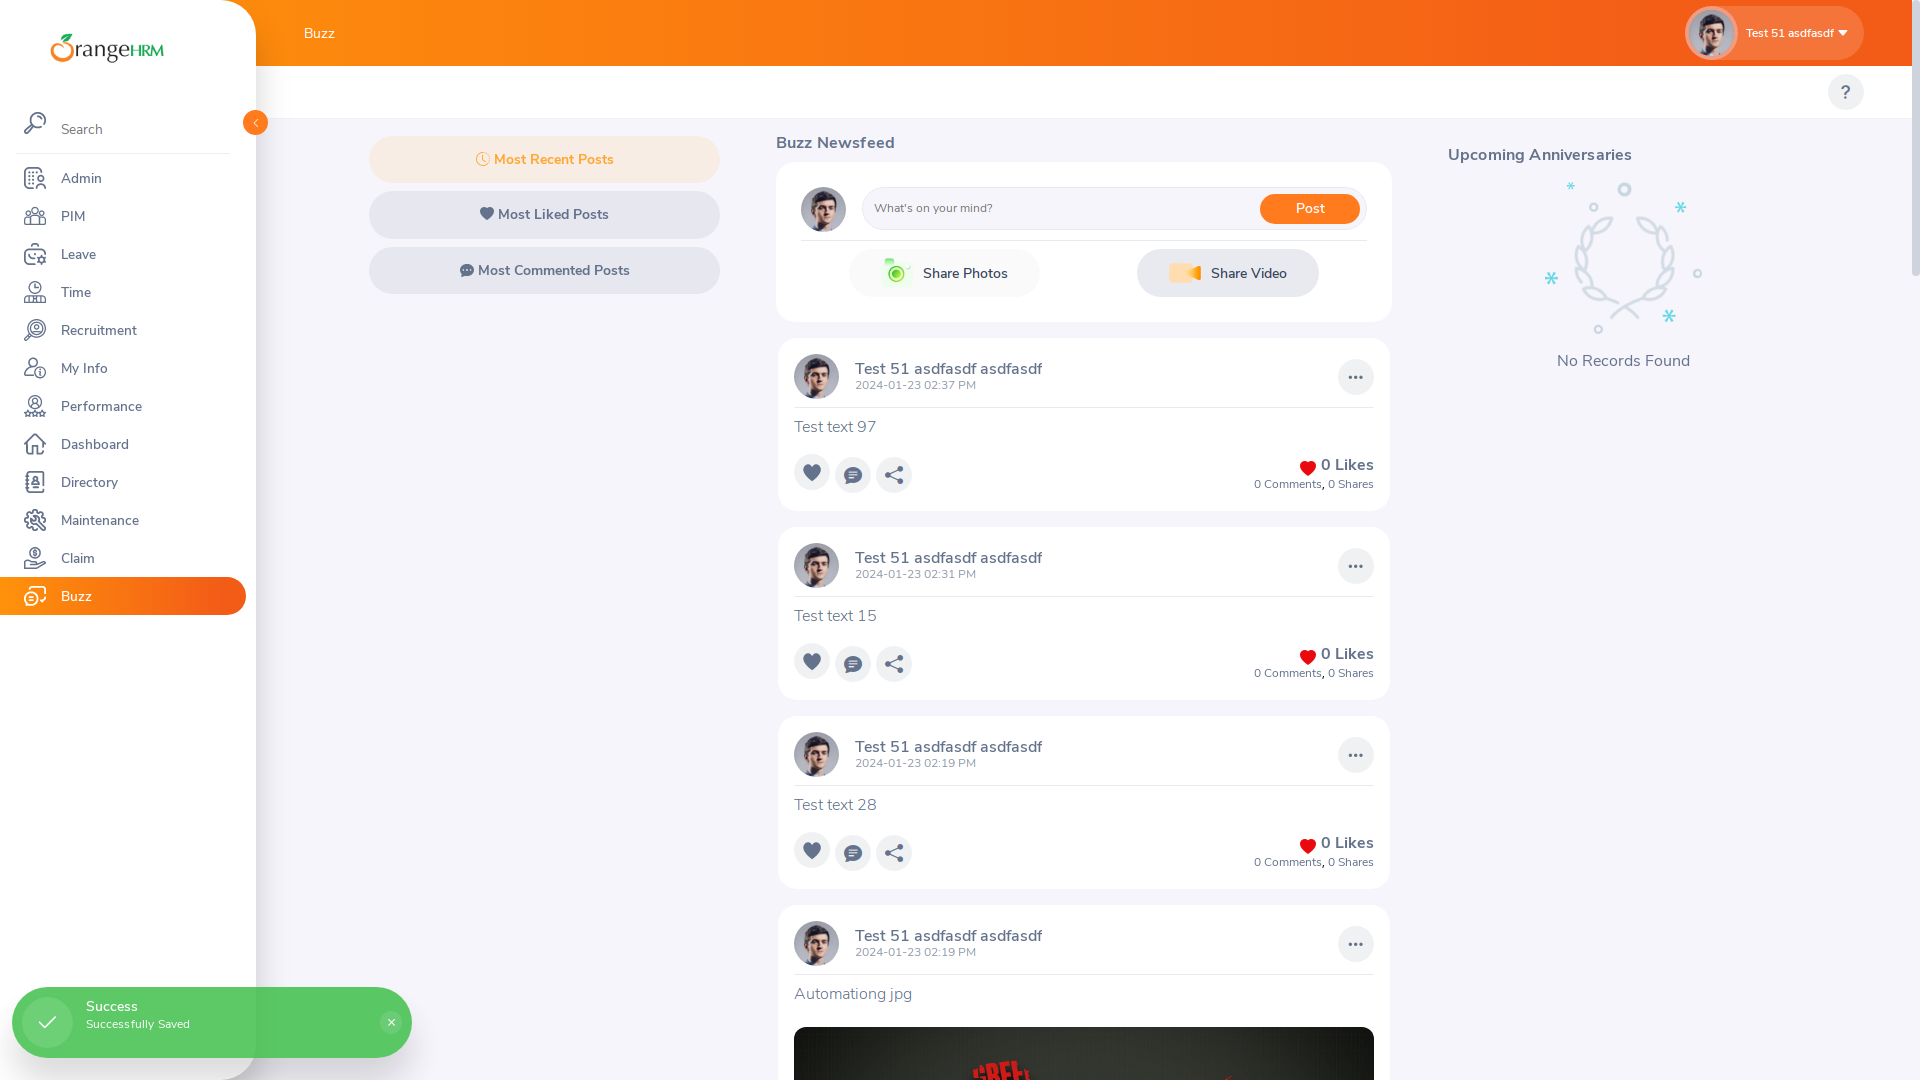 OrangeHRM
Buzz
Test 51 asdfasdf
?
Search
Admin
PIM
Leave
Time
Recruitment
My Info
Performance
Dashboard
Directory
Maintenance
Claim
Buzz
Most Recent Posts
Most Liked Posts
Most Commented Posts
Buzz Newsfeed
What's on your mind?
Post
Share Photos
Share Video
Test 51 asdfasdf asdfasdf
2024-01-23 02:37 PM
Test text 97
0 Likes
0 Comments, 0 Shares
Test 51 asdfasdf asdfasdf
2024-01-23 02:31 PM
Test text 15
0 Likes
0 Comments, 0 Shares
Test 51 asdfasdf asdfasdf
2024-01-23 02:19 PM
Test text 28
0 Likes
0 Comments, 0 Shares
Test 51 asdfasdf asdfasdf
2024-01-23 02:19 PM
Automationg jpg
Upcoming Anniversaries
No Records Found
Success
Successfully Saved